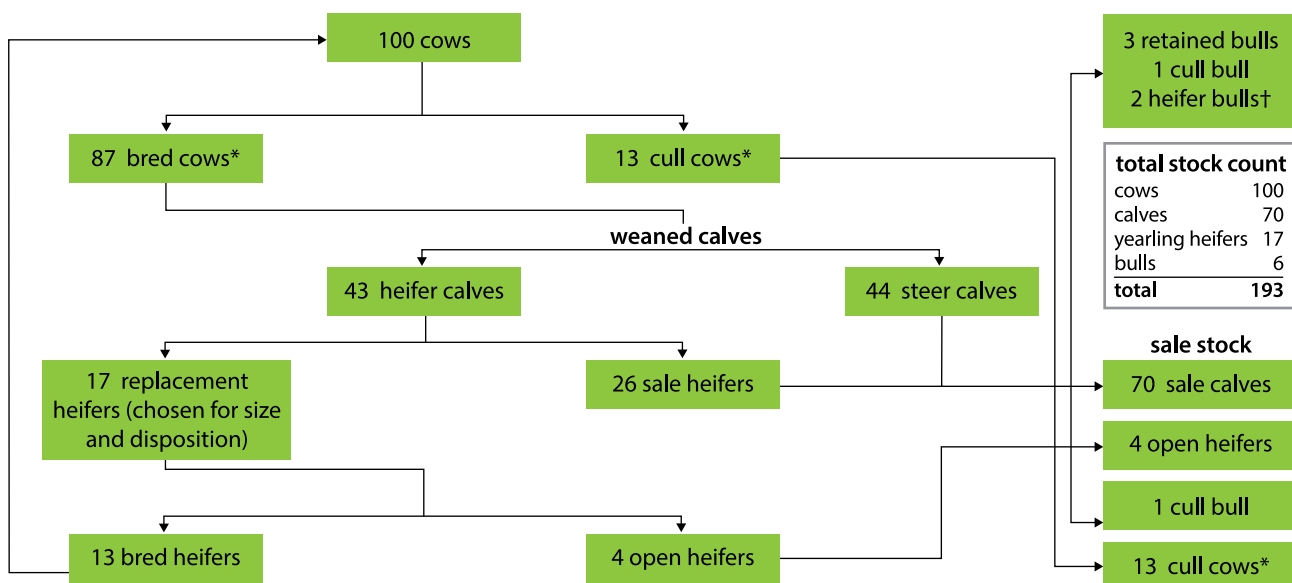 100 cows
3 retained bulls
1 cull bull
2 heifer bulls†
87 bred cows*
13 cull cows*
total stock count
cows 100
calves 70
yearling heifers 17
bulls 6
total 193
weaned calves
43 heifer calves
44 steer calves
sale stock
17 replacement
heifers (chosen for size
and disposition)
26 sale heifers
70 sale calves
4 open heifers
1 cull bull
13 bred heifers
4 open heifers
13 cull cows*